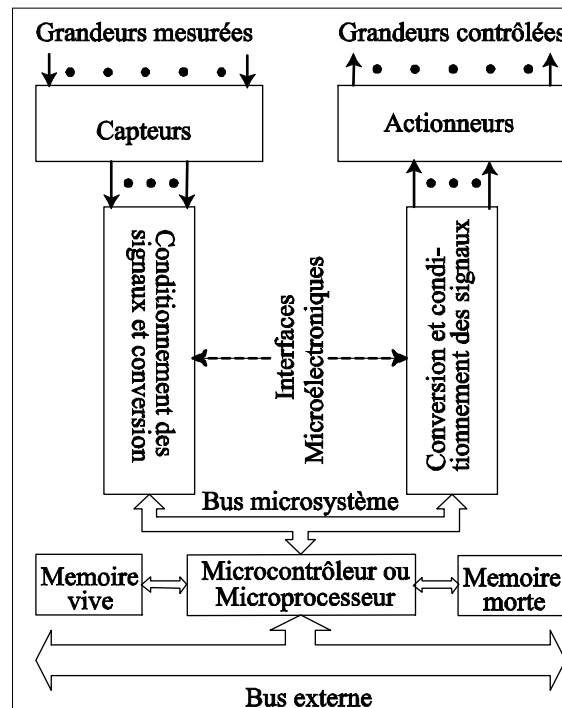 Grandeurs mesurées
Grandeurs contrôlées
Capteurs
Actionneurs
Conditionnement des
signaux et conversion
Interfaces
Microélectroniques
Conversion et condi-
tionnement des signaux
Bus microsystème
Memoire
vive
Microcontrôleur ou
Microprocesseur
Memoire
morte
Bus externe